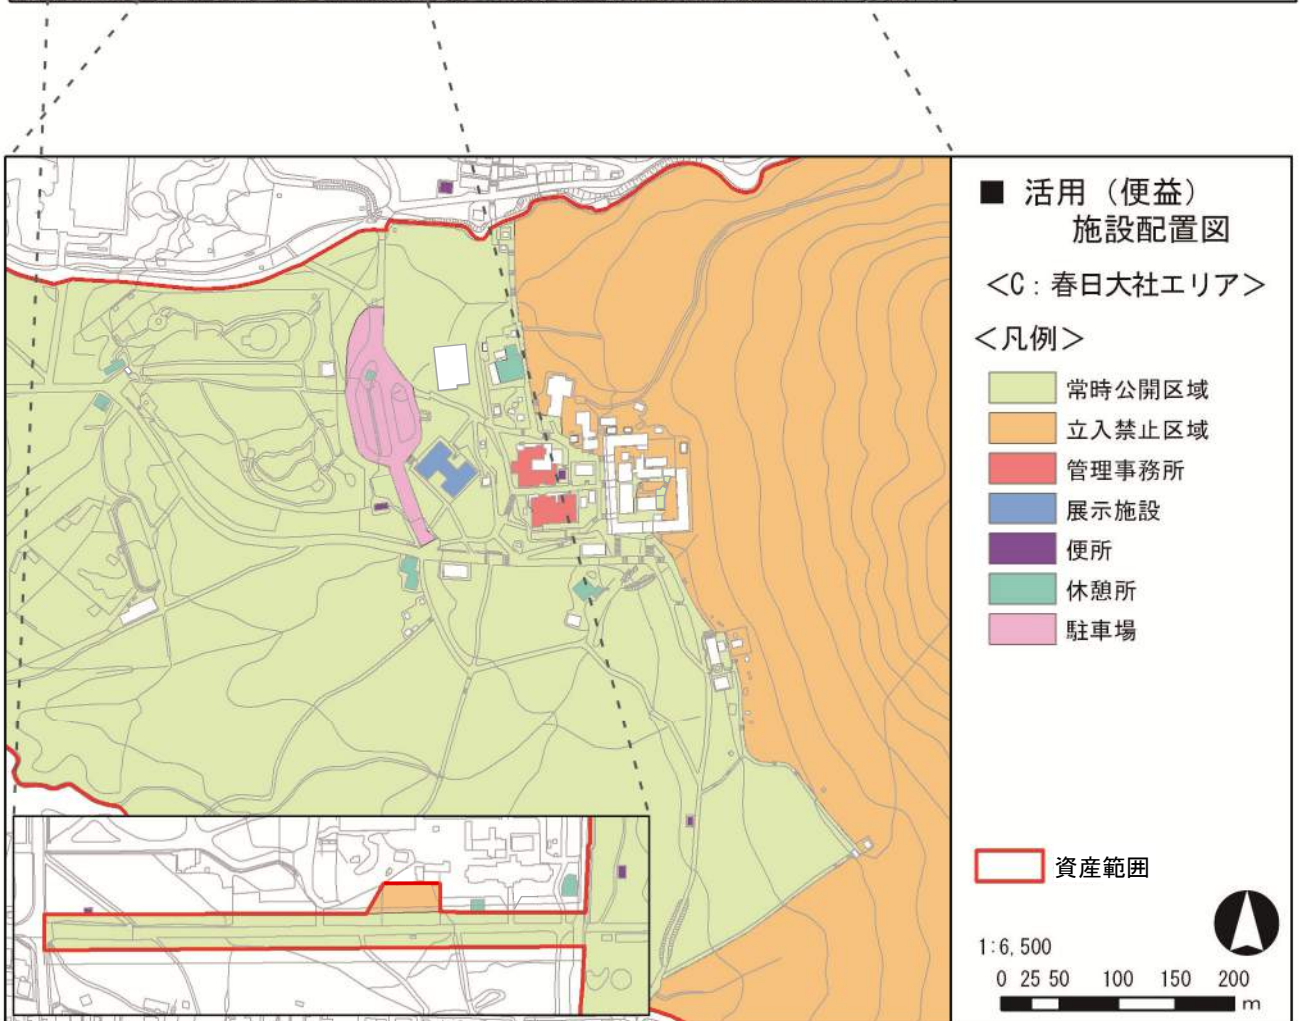 ■ 活用（便益）
施設配置図
<C：春日大社エリア>
<凡例>
常時公開区域
立入禁止区域
管理事務所
展示施設
便所
休憩所
駐車場
資産範囲
1:6,500
0 25 50 100 150 200
m